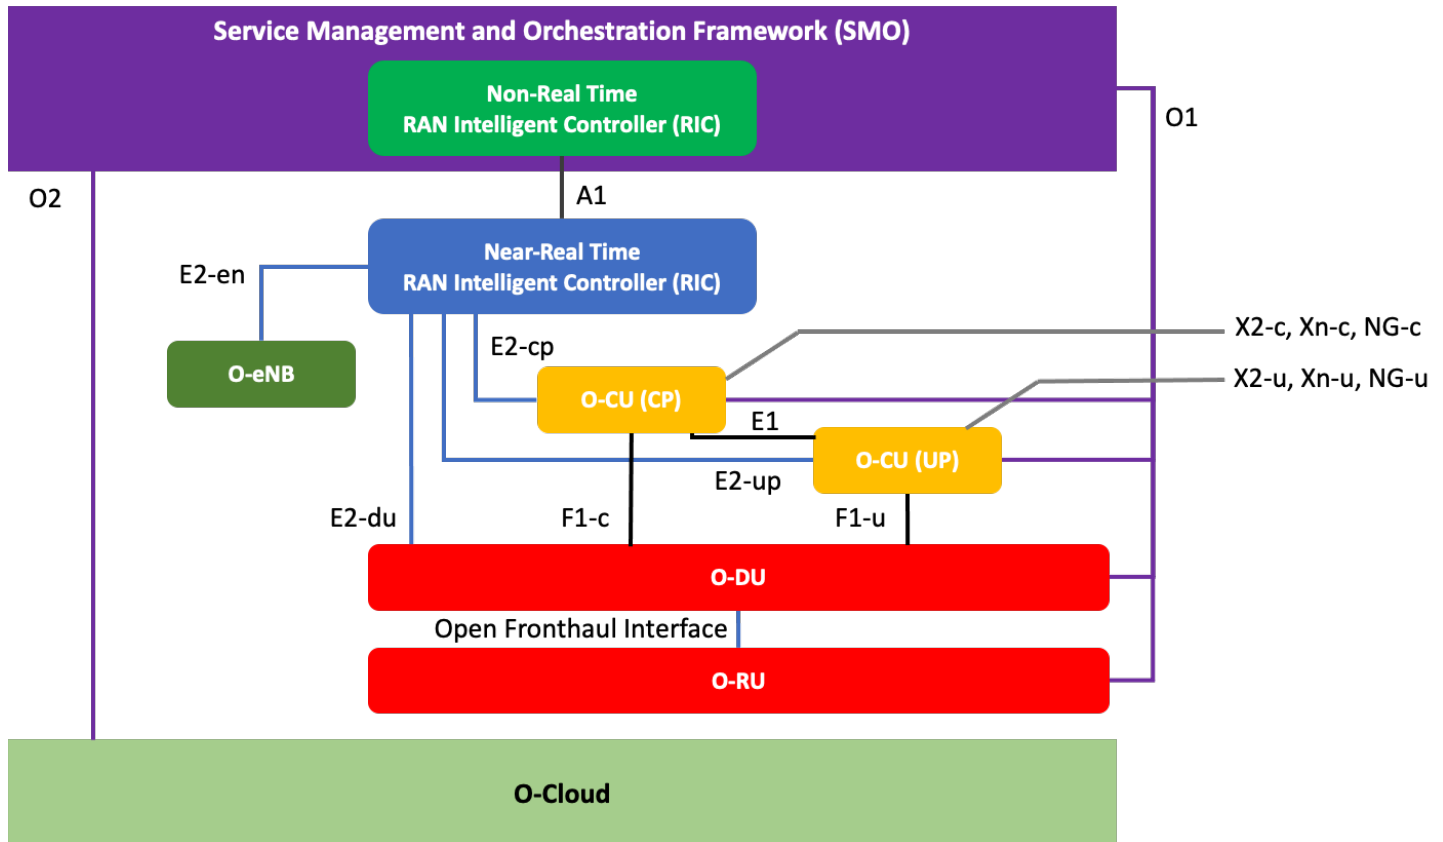 Service Management and Orchestration Framework (SMO)
Non-Real Time
RAN Intelligent Controller (RIC)
O1
O2
A1
Near-Real Time
RAN Intelligent Controller (RIC)
E2-en
X2-c, Xn-c, NG-c
E2-cp
O-eNB
X2-u, Xn-u, NG-u
O-CU (CP)
E1
O-CU (UP)
E2-up
E2-du
F1-c
F1-u
O-DU
Open Fronthaul Interface
O-RU
O-Cloud